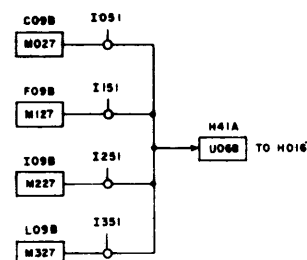 C09B
I051
M027
F09B
I151
M127
H41A
U068 TO H016
I09B
I251
M227
L09B
I351
M327